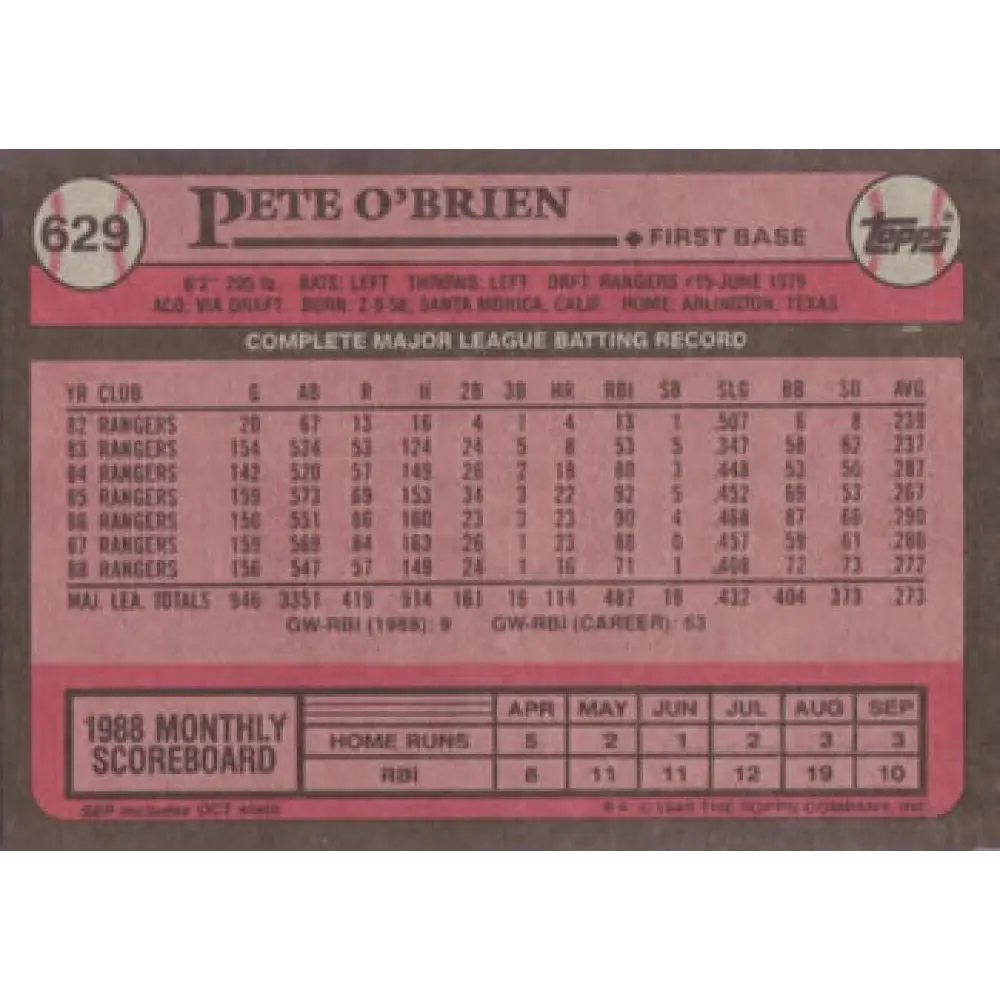 629
PETE O'BRIEN
FIRST BASE
Topps®
6'2" 205 lb. BATS: LEFT THROWS: LEFT DRFT: RANGERS #15-JUNE 1979
ACQ: VIA DRAFT BORN: 2-9-58, SANTA MONICA, CALIF. HOME: ARLINGTON, TEXAS
COMPLETE MAJOR LEAGUE BATTING RECORD
YR CLUB G AB R H 2B 3B HR RBI SB SLG BB SO AVG
82 RANGERS 20 67 13 16 4 1 4 13 1 .507 6 8 .239
83 RANGERS 154 524 53 124 24 5 8 53 5 .347 58 62 .237
84 RANGERS 142 520 57 149 26 2 18 80 3 .448 53 50 .287
85 RANGERS 159 573 69 153 34 3 22 92 5 .452 69 53 .267
86 RANGERS 156 551 86 160 23 3 23 90 4 .468 87 66 .290
87 RANGERS 159 569 84 163 26 1 23 88 0 .457 59 61 .286
88 RANGERS 156 547 57 149 24 1 16 71 1 .408 72 73 .272
MAJ. LEA. TOTALS 946 3351 419 914 161 16 114 487 19 .432 404 373 .273
GW-RBI (1988): 9 GW-RBI (CAREER): 53
1988 MONTHLY SCOREBOARD
APR MAY JUN JUL AUG SEP
HOME RUNS 5 2 1 2 3 3
RBI 8 11 11 12 19 10
SEP includes OCT stats
© 1989 THE TOPPS COMPANY, INC.